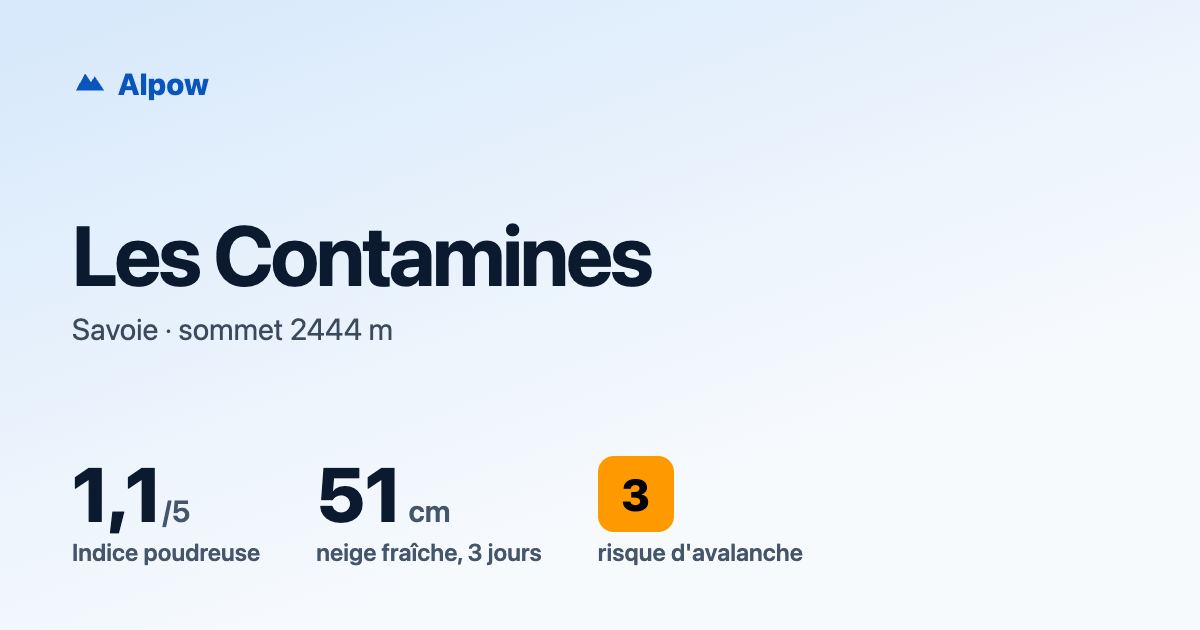 Alpow
Les Contamines
Savoie · sommet 2444 m
1,1/5
Indice poudreuse
51 cm
neige fraîche, 3 jours
3
risque d'avalanche